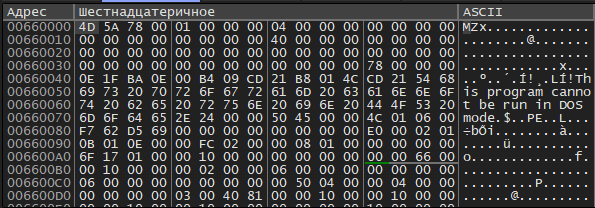 Адрес Шестнадцатеричное ASCII
00660000 4D 5A 78 00 01 00 00 00 04 00 00 00 00 00 00 00 MZx.............
00660010 00 00 00 00 00 00 00 00 40 00 00 00 00 00 00 00 ........@.......
00660020 00 00 00 00 00 00 00 00 00 00 00 00 00 00 00 00 ................
00660030 00 00 00 00 00 00 00 00 00 00 00 00 78 00 00 00 ............x...
00660040 0E 1F BA 0E 00 B4 09 CD 21 B8 01 4C CD 21 54 68 ..º..´.Í!¸.LÍ!Th
00660050 69 73 20 70 72 6F 67 72 61 6D 20 63 61 6E 6E 6F is program canno
00660060 74 20 62 65 20 72 75 6E 20 69 6E 20 44 4F 53 20 t be run in DOS
00660070 6D 6F 64 65 2E 24 00 00 50 45 00 00 4C 01 06 00 mode.$..PE..L...
00660080 F7 62 D5 69 00 00 00 00 00 00 00 00 E0 00 02 01 ÷bÕi........à...
00660090 0B 01 0E 00 00 FC 02 00 00 08 01 00 00 00 00 00 .....ü..........
006600A0 6F 17 01 00 00 10 00 00 00 00 00 00 00 00 66 00 o.............f.
006600B0 00 10 00 00 00 02 00 00 06 00 00 00 00 00 00 00 ................
006600C0 06 00 00 00 00 00 00 00 00 50 04 00 00 04 00 00 .........P......
006600D0 00 00 00 00 03 00 40 81 00 00 10 00 00 10 00 00 ......@.........